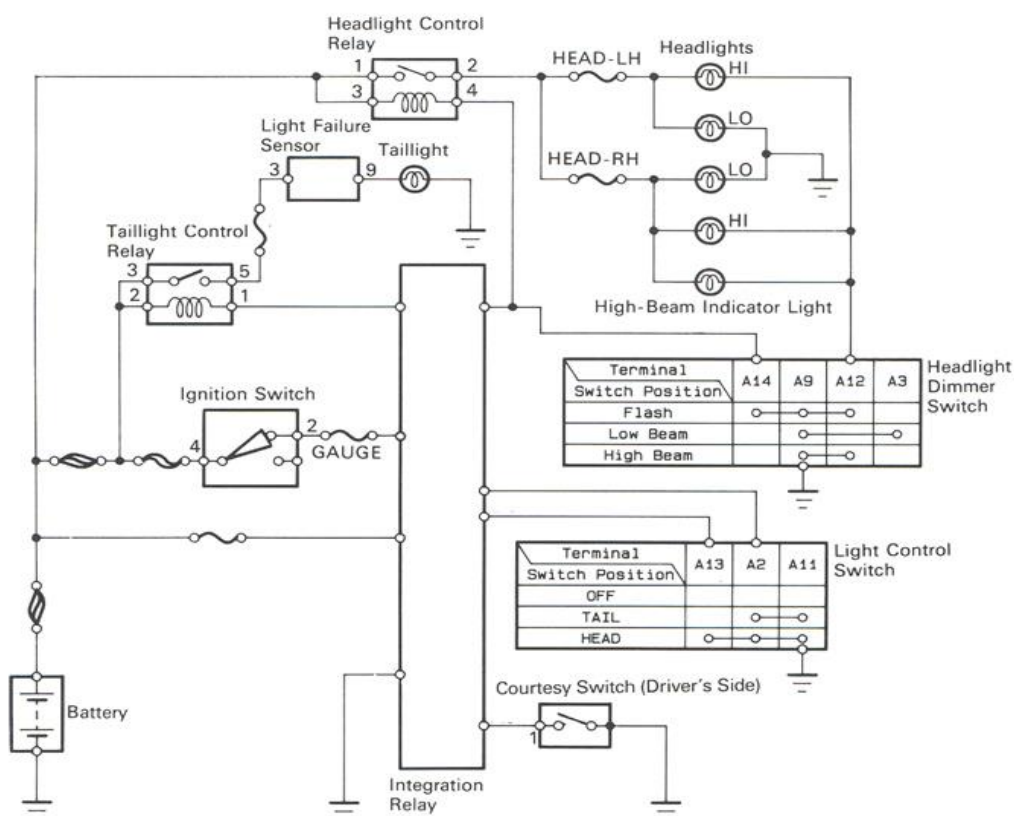 Headlight Control
Relay
1
2
3
4
HEAD-LH
Headlights
HI
LO
HEAD-RH
LO
HI
High-Beam Indicator Light
Light Failure
Sensor
3
9
Taillight
Taillight Control
Relay
3
5
2
1
Ignition Switch
4
2
GAUGE
Terminal
Switch Position
A14 A9 A12 A3
Flash
Low Beam
High Beam
Headlight
Dimmer
Switch
Terminal
Switch Position
A13 A2 A11
OFF
TAIL
HEAD
Light Control
Switch
Courtesy Switch (Driver's Side)
1
Battery
Integration
Relay